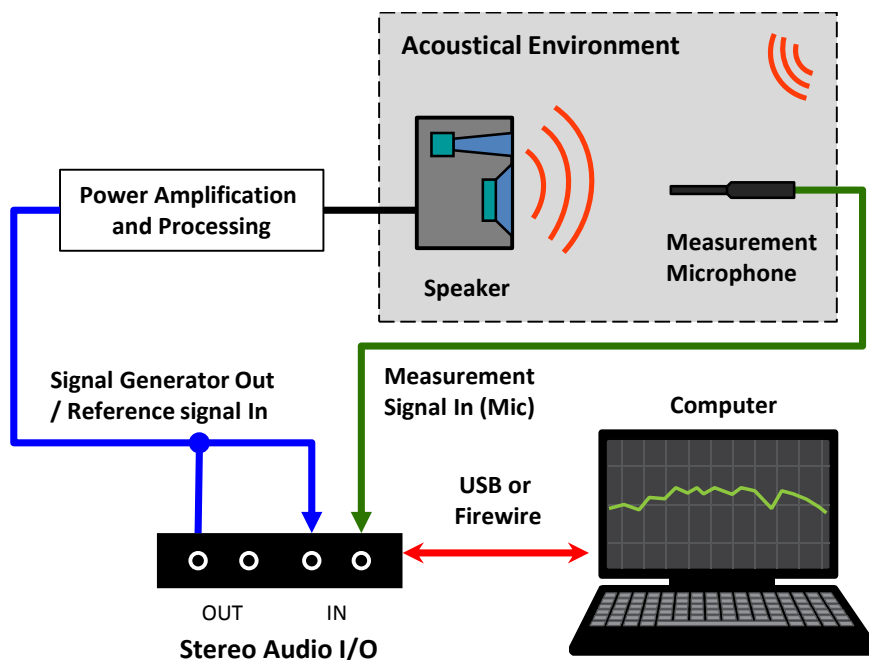 Acoustical Environment
Power Amplification
and Processing
Speaker
Measurement
Microphone
Signal Generator Out
/ Reference signal In
Measurement
Signal In (Mic)
Computer
USB or
Firewire
OUT
IN
Stereo Audio I/O